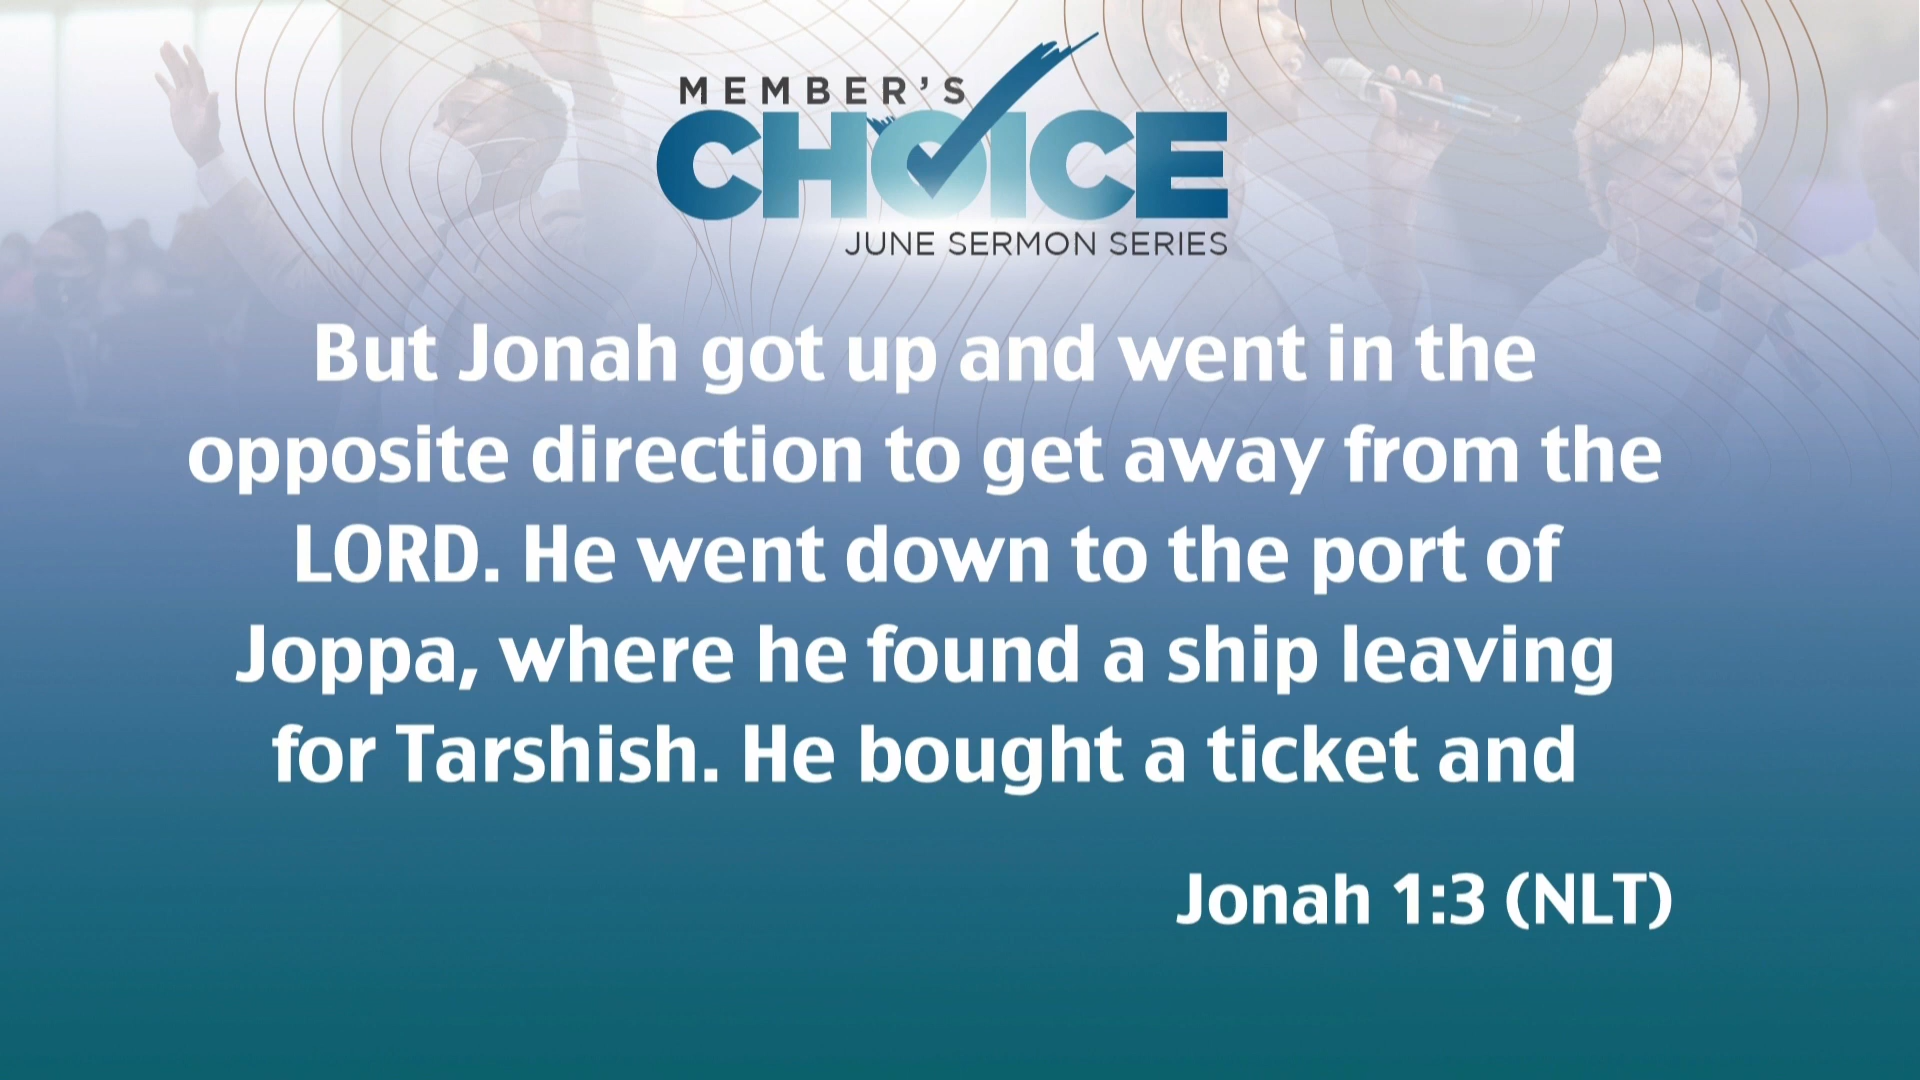 MEMBER'S
CHOICE
JUNE SERMON SERIES
But Jonah got up and went in the
opposite direction to get away from the
LORD. He went down to the port of
Joppa, where he found a ship leaving
for Tarshish. He bought a ticket and
Jonah 1:3 (NLT)